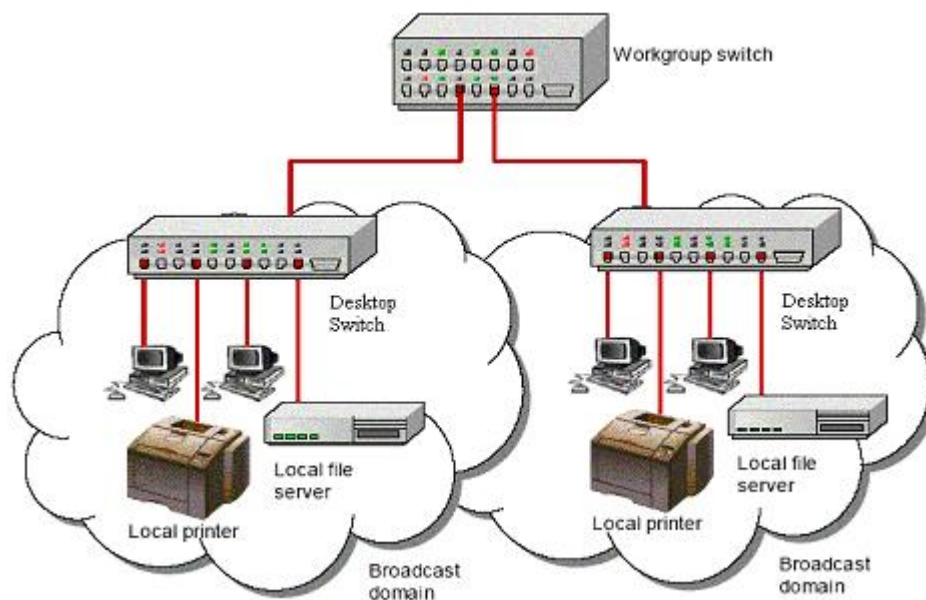 Workgroup switch
Desktop
Switch
Desktop
Switch
Local file
server
Local file
server
Local printer
Local printer
Broadcast
domain
Broadcast
domain